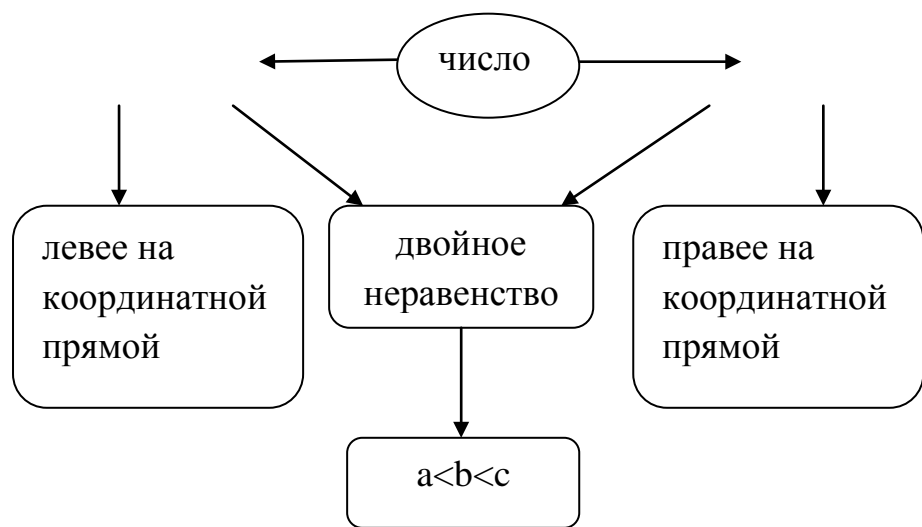 число
левее на
координатной
прямой
двойное
неравенство
правее на
координатной
прямой
a<b<c